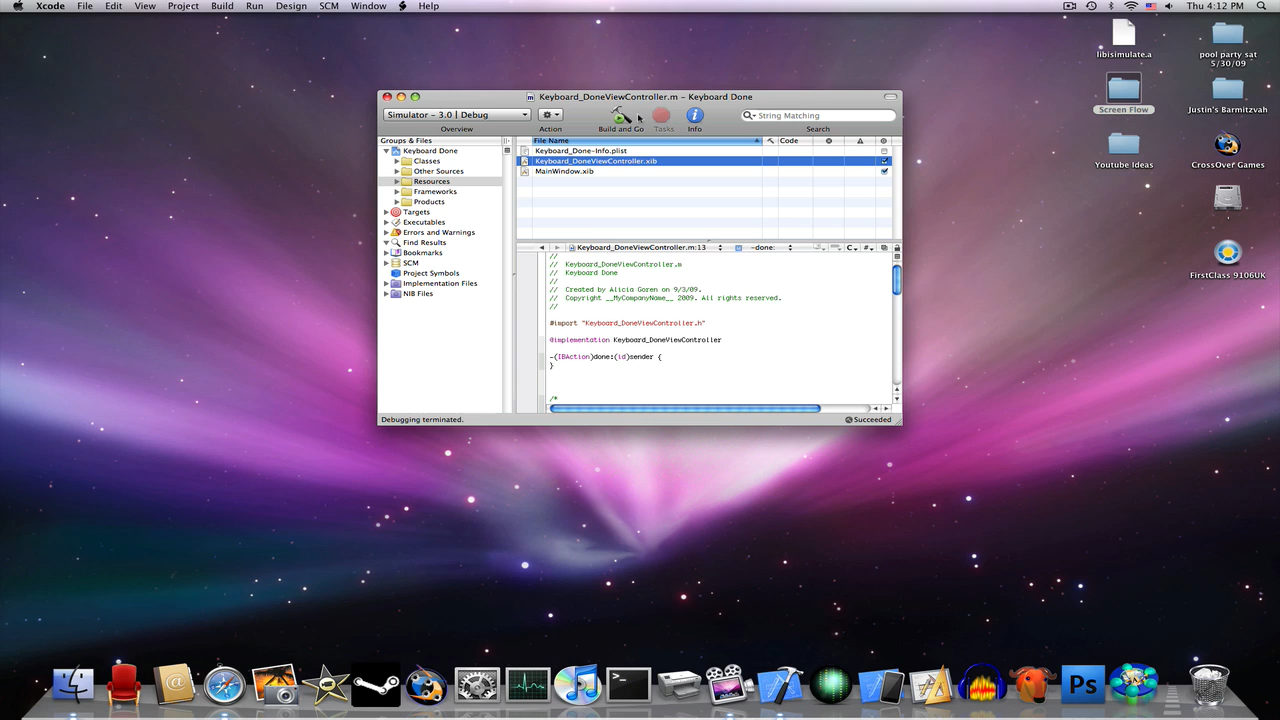 Xcode File Edit View Project Build Run Design SCM Window Help Thu 4:12 PM
libisimulate.a
pool party sat
5/30/09
Screen Flow
Justin's Barmitzvah
Youtube Ideas
CrossOver Games
FirstClass 9106UK
Keyboard_DoneViewController.m - Keyboard Done
Simulator - 3.0 | Debug
String Matching
Overview Action Build and Go Tasks Info Search
Groups & Files
File Name Code
Keyboard Done
Classes
Other Sources
Resources
Frameworks
Products
Targets
Executables
Errors and Warnings
Find Results
Bookmarks
SCM
Project Symbols
Implementation Files
NIB Files
Keyboard_Done-Info.plist
Keyboard_DoneViewController.xib
MainWindow.xib
Keyboard_DoneViewController.m:13 -done: C #
//
// Keyboard_DoneViewController.m
// Keyboard Done
//
// Created by Alicia Goren on 9/3/09.
// Copyright __MyCompanyName__ 2009. All rights reserved.
//
#import "Keyboard_DoneViewController.h"
@implementation Keyboard_DoneViewController
-(IBAction)done:(id)sender {
}
/*
Debugging terminated.
Succeeded
Ps